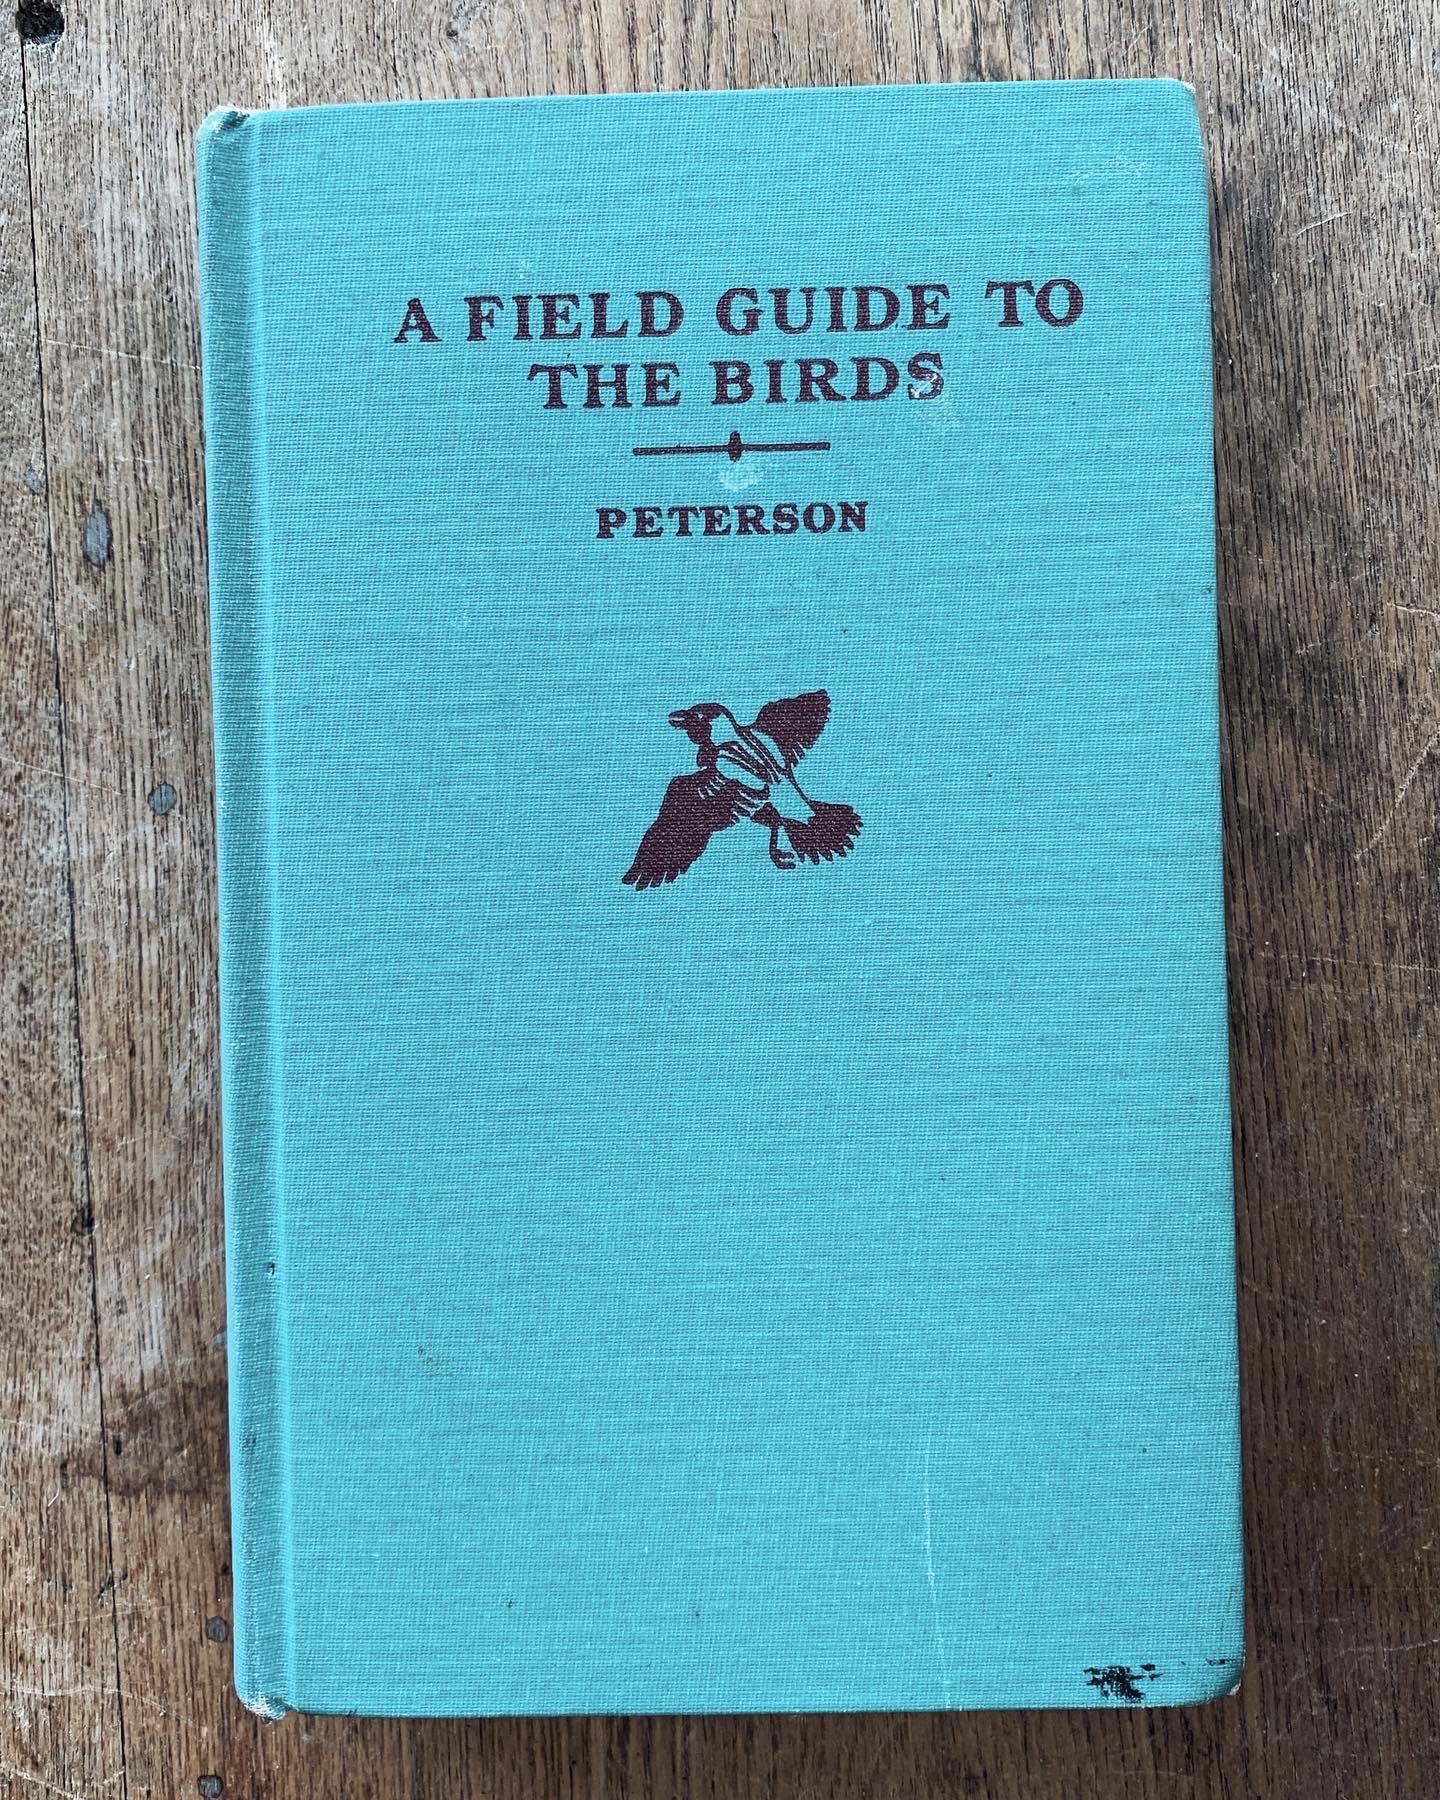 A FIELD GUIDE TO
THE BIRDS
PETERSON